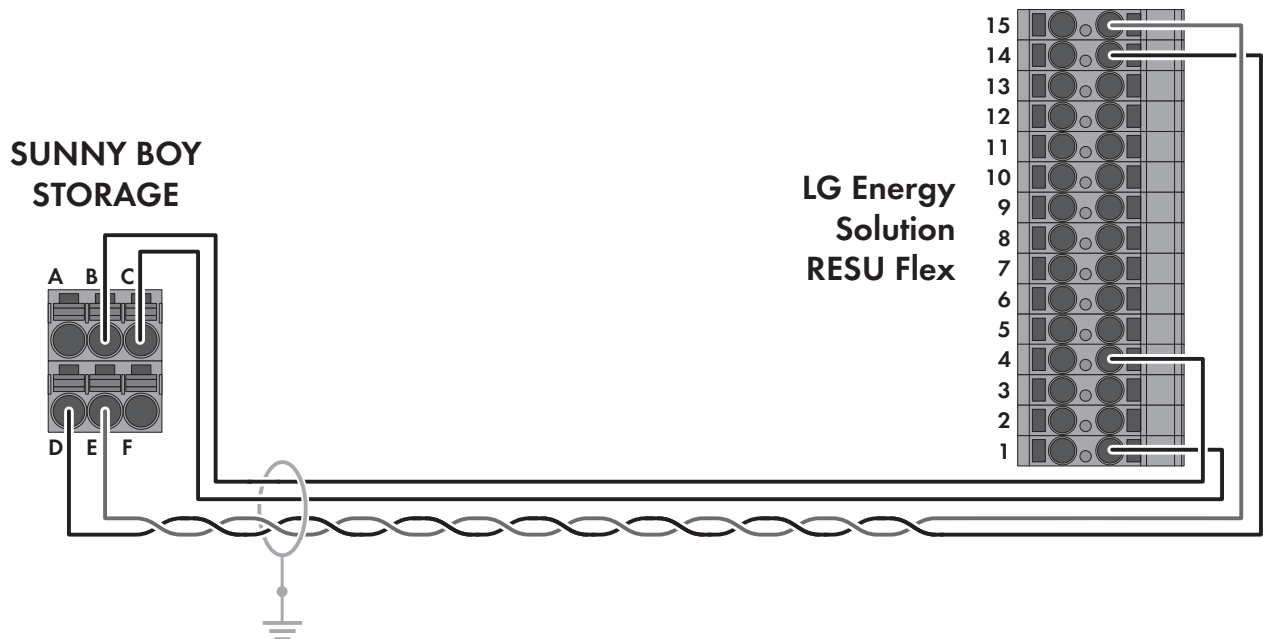 SUNNY BOY
STORAGE
A B C
D E F
LG Energy
Solution
RESU Flex
15
14
13
12
11
10
9
8
7
6
5
4
3
2
1